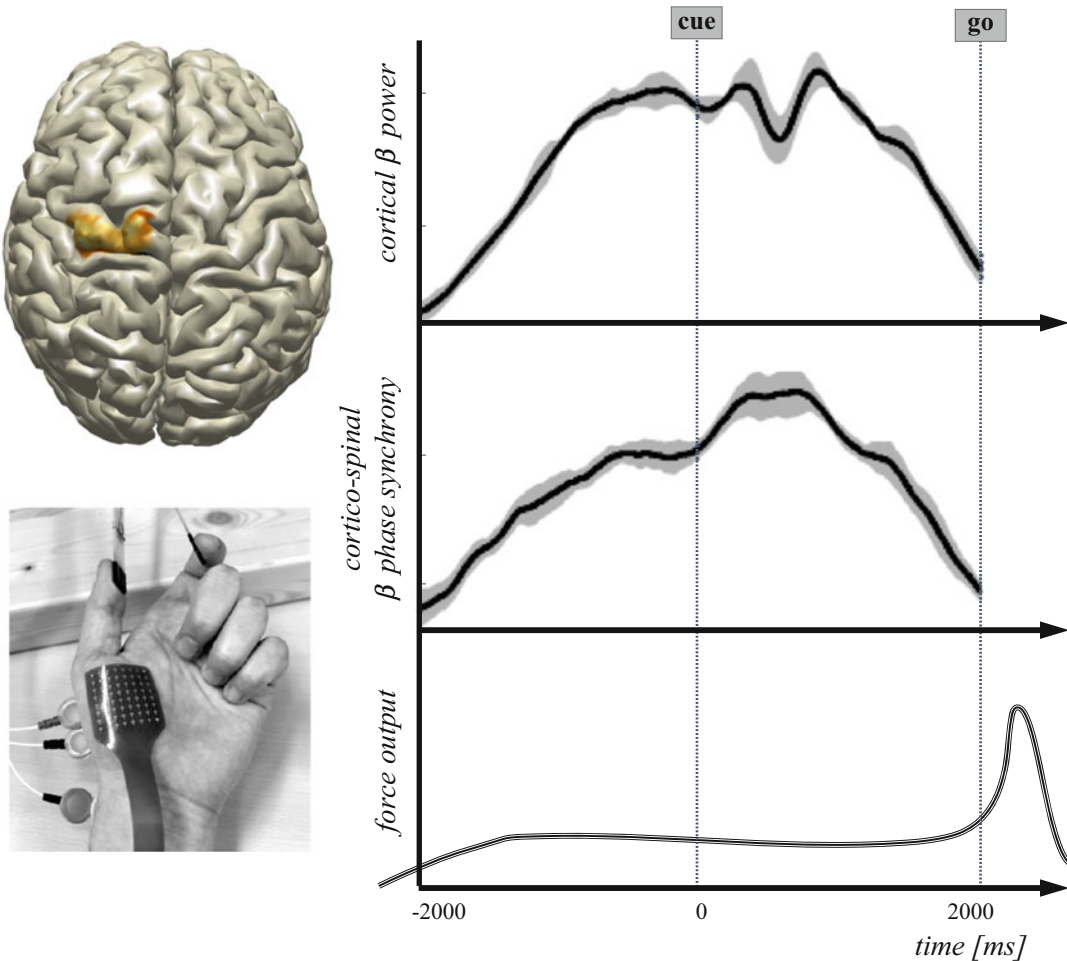 cue
go
cortical β power
cortico-spinal
β phase synchrony
force output
-2000
0
2000
time [ms]